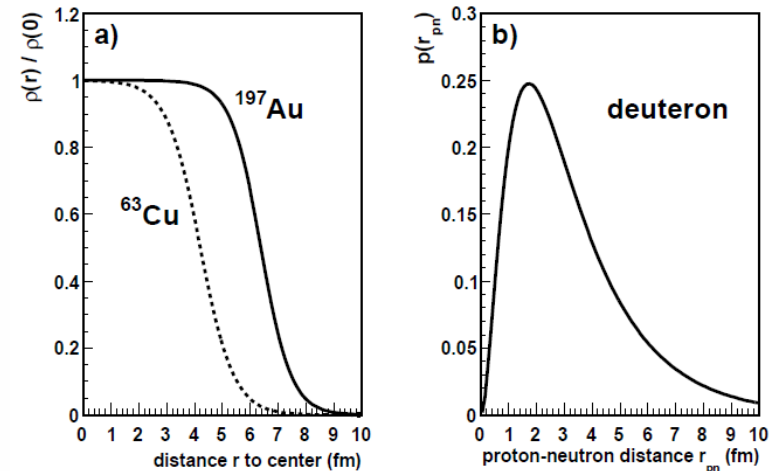 a)
ρ(r) / ρ(0)
1.2
1
0.8
0.6
0.4
0.2
0
¹⁹⁷Au
⁶³Cu
0 1 2 3 4 5 6 7 8 9 10
distance r to center (fm)
b)
p(rₚₙ)
0.3
0.25
0.2
0.15
0.1
0.05
0
deuteron
0 1 2 3 4 5 6 7 8 9 10
proton-neutron distance rₚₙ (fm)